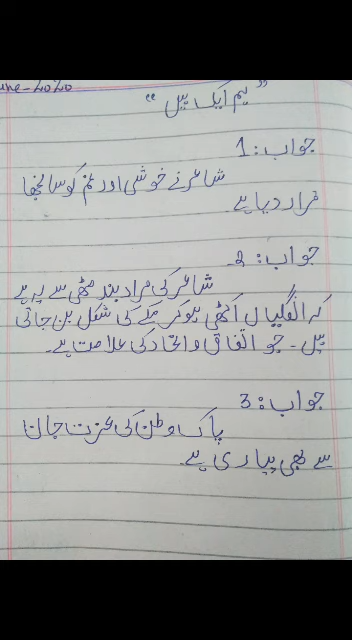 une-2020
"ہم ایک ہیں"
جواب: 1
شاعر نے خوشی اور غم کو سانجھا
قرار دیا ہے
جواب: 2
شاعر کی مراد بند مٹھی سے یہ ہے
کہ انگلیاں اکٹھی ہو کر مکے کی شکل بن جاتی
ہیں۔ جو اتفاق و اتحاد کی علامت ہے۔
جواب: 3
پاک وطن کی عزت جان
سے بھی پیاری ہے۔